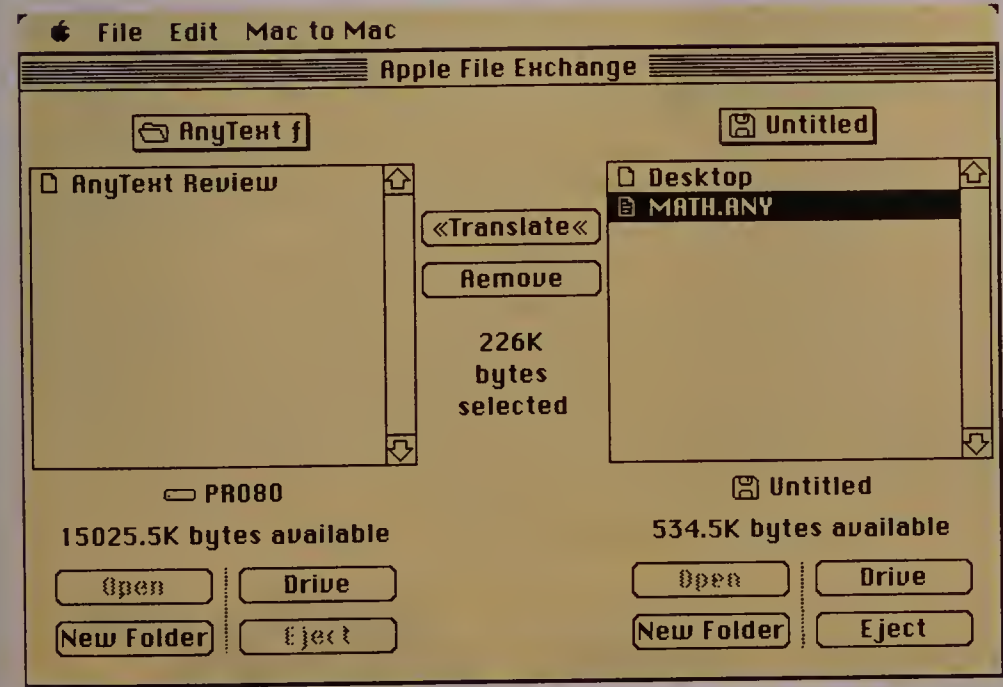 File Edit Mac to Mac
Apple File Exchange
AnyText ƒ
Untitled
AnyText Review
Desktop
MATH.ANY
«Translate«
Remove
226K
bytes
selected
PRO80
15025.5K bytes available
Open
Drive
New Folder
Eject
Untitled
534.5K bytes available
Open
Drive
New Folder
Eject